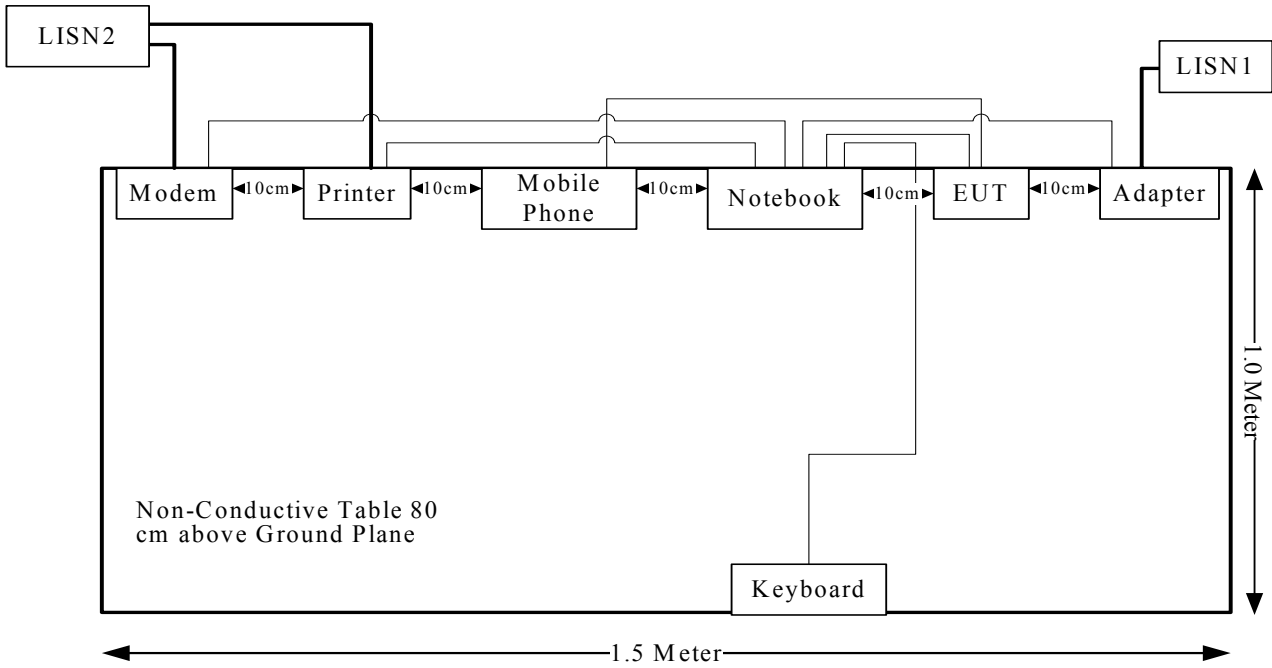 LISN2
LISN1
Modem
10cm
Printer
10cm
Mobile
Phone
10cm
Notebook
10cm
EUT
10cm
Adapter
1.0 Meter
Non-Conductive Table 80
cm above Ground Plane
Keyboard
1.5 Meter